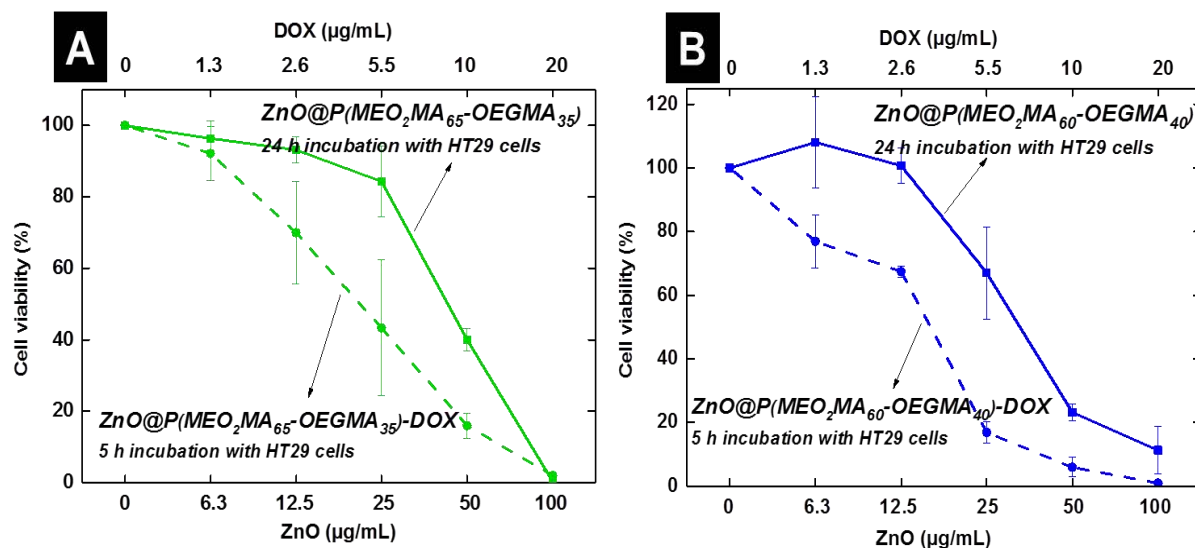 A
DOX (µg/mL)
0 1.3 2.6 5.5 10 20
ZnO@P(MEO₂MA₆₅-OEGMA₃₅)
24 h incubation with HT29 cells
100
80
60
40
20
0
Cell viability (%)
ZnO@P(MEO₂MA₆₅-OEGMA₃₅)-DOX
5 h incubation with HT29 cells
0 6.3 12.5 25 50 100
ZnO (µg/mL)
B
DOX (µg/mL)
0 1.3 2.6 5.5 10 20
ZnO@P(MEO₂MA₆₀-OEGMA₄₀)
24 h incubation with HT29 cells
120
100
80
60
40
20
0
Cell viability (%)
ZnO@P(MEO₂MA₆₀-OEGMA₄₀)-DOX
5 h incubation with HT29 cells
0 6.3 12.5 25 50 100
ZnO (µg/mL)